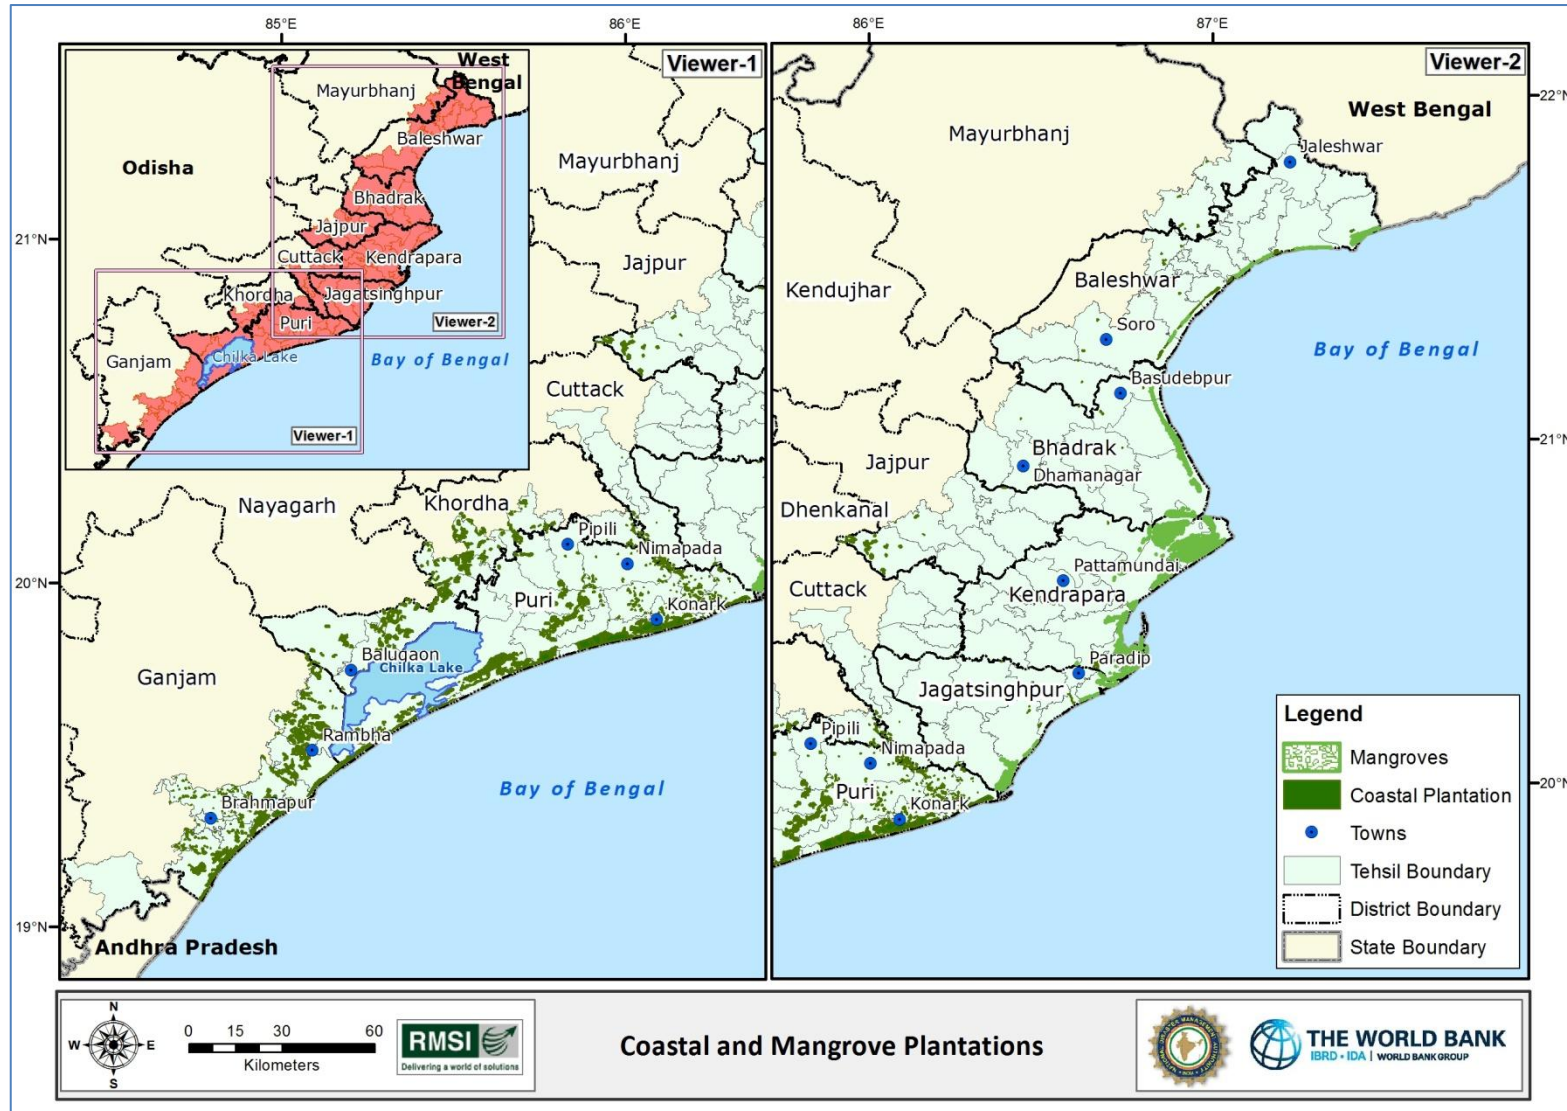 85°E
86°E
86°E
87°E
22°N
21°N
21°N
20°N
20°N
19°N
Viewer-1
West
Bengal
Mayurbhanj
Baleshwar
Odisha
Bhadrak
Jajpur
Cuttack
Kendrapara
Khordha
Jagatsinghpur
Puri
Viewer-2
Ganjam
Chilka Lake
Bay of Bengal
Viewer-1
Mayurbhanj
Jajpur
Cuttack
Nayagarh
Khordha
Pipili
Nimapada
Puri
Konark
Balugaon
Chilka Lake
Ganjam
Rambha
Bay of Bengal
Brahmapur
Andhra Pradesh
Viewer-2
West Bengal
Mayurbhanj
Jaleshwar
Kendujhar
Baleshwar
Soro
Bay of Bengal
Basudebpur
Bhadrak
Jajpur
Dhamanagar
Dhenkanal
Pattamundai
Cuttack
Kendrapara
Paradip
Jagatsinghpur
Pipili
Nimapada
Puri
Konark
Legend
Mangroves
Coastal Plantation
Towns
Tehsil Boundary
District Boundary
State Boundary
N
W
E
S
0 15 30 60
Kilometers
RMSI
Delivering a world of solutions
Coastal and Mangrove Plantations
THE WORLD BANK
IBRD • IDA | WORLD BANK GROUP